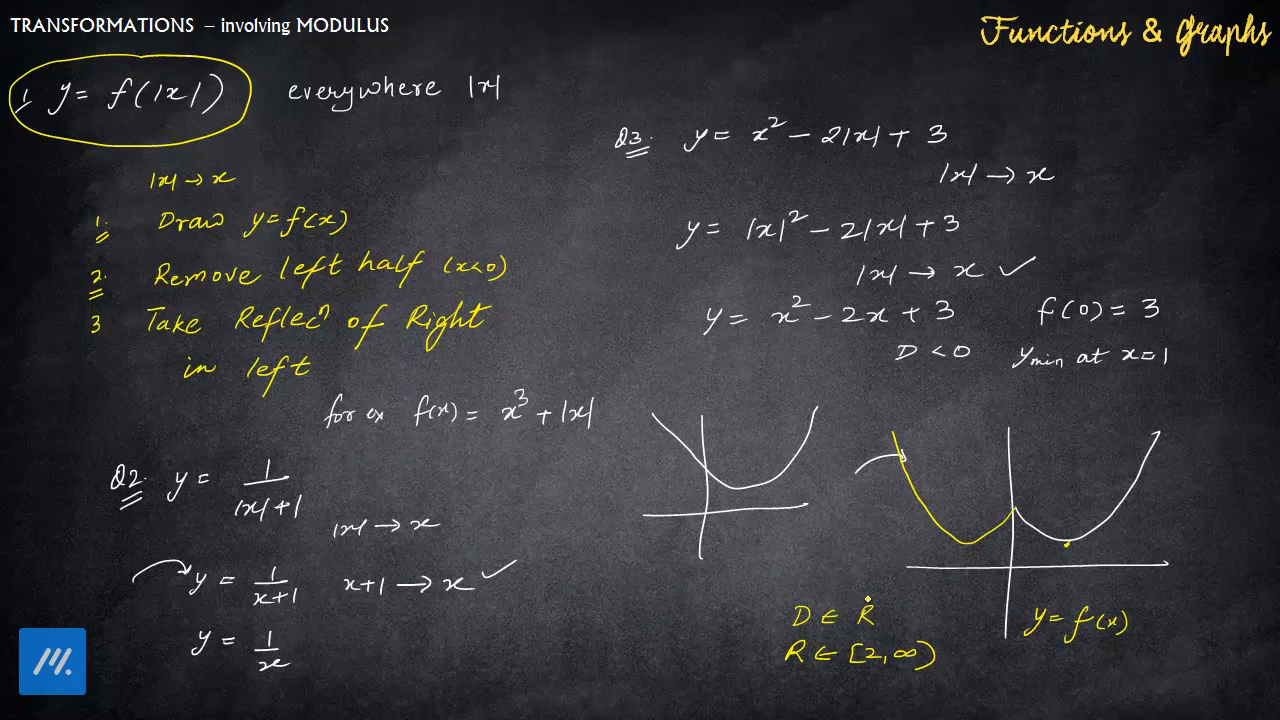 TRANSFORMATIONS – involving MODULUS
Functions & Graphs
1. y = f(|x|) everywhere |x|
|x| → x
1. Draw y = f(x)
2. Remove left half (x<0)
3 Take Reflecⁿ of Right
in left
for ex f(x) = x³ + |x|
Q2. y = 1/(|x|+1)
|x| → x
y = 1/(x+1) x+1 → x ✓
y = 1/x
Q3. y = x² − 2|x| + 3
|x| → x
y = |x|² − 2|x| + 3
|x| → x ✓
y = x² − 2x + 3 f(0) = 3
D < 0 ymin at x=1
D ∈ R
R ∈ [2,∞)
y = f(x)